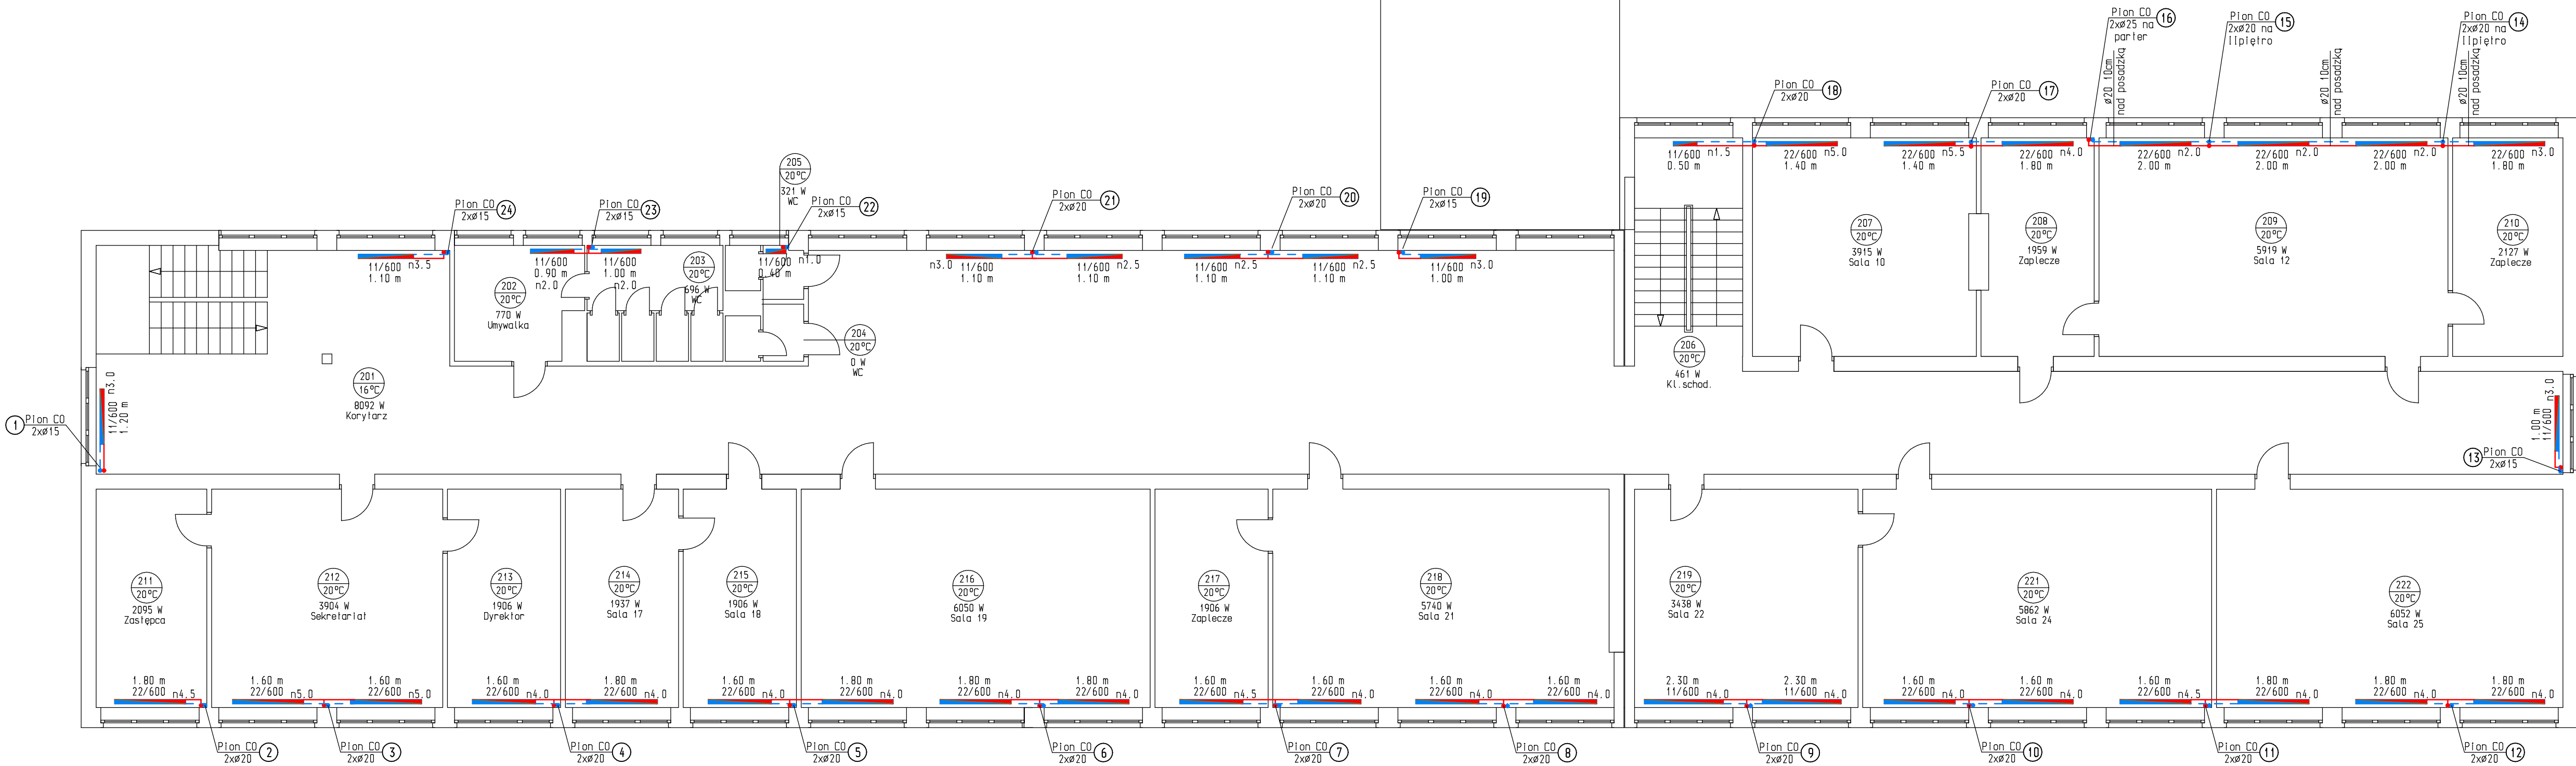 Pion CO
2xø25 na
parter
16
Pion CO
2xø20 na
IIpiętro
15
Pion CO
2xø20 na
IIpiętro
14
Pion CO
2xø20
18
Pion CO
2xø20
17
ø20 10cm
nad posadzką
ø20 10cm
nad posadzką
ø20 10cm
nad posadzką
11/600 n1.5
0.50 m
22/600 n5.0
1.40 m
22/600 n5.5
1.40 m
22/600 n4.0
1.80 m
22/600 n2.0
2.00 m
22/600 n2.0
2.00 m
22/600 n2.0
2.00 m
22/600 n3.0
1.80 m
205
20°C
321 W
WC
Pion CO
2xø15
24
Pion CO
2xø15
23
Pion CO
2xø15
22
Pion CO
2xø20
21
Pion CO
2xø20
20
Pion CO
2xø15
19
11/600 n3.5
1.10 m
11/600
0.90 m
n2.0
11/600
1.00 m
n2.0
11/600 n1.0
0.40 m
n3.0 11/600
1.10 m
11/600 n2.5
1.10 m
11/600 n2.5
1.10 m
11/600 n2.5
1.10 m
11/600 n3.0
1.00 m
202
20°C
770 W
Umywalka
203
20°C
696 W
WC
204
20°C
0 W
WC
201
16°C
8092 W
Korytarz
206
20°C
461 W
Kl.schod.
207
20°C
3915 W
Sala 10
208
20°C
1959 W
Zaplecze
209
20°C
5919 W
Sala 12
210
20°C
2127 W
Zaplecze
1
Pion CO
2xø15
11/600 n3.0
1.20 m
1.00 m
11/600 n3.0
13
Pion CO
2xø15
211
20°C
2095 W
Zastępca
212
20°C
3904 W
Sekretariat
213
20°C
1906 W
Dyrektor
214
20°C
1937 W
Sala 17
215
20°C
1906 W
Sala 18
216
20°C
6050 W
Sala 19
217
20°C
1906 W
Zaplecze
218
20°C
5740 W
Sala 21
219
20°C
3438 W
Sala 22
221
20°C
5862 W
Sala 24
222
20°C
6052 W
Sala 25
1.80 m
22/600 n4.5
1.60 m
22/600 n5.0
1.60 m
22/600 n5.0
1.60 m
22/600 n4.0
1.80 m
22/600 n4.0
1.60 m
22/600 n4.0
1.80 m
22/600 n4.0
1.80 m
22/600 n4.0
1.80 m
22/600 n4.0
1.60 m
22/600 n4.5
1.60 m
22/600 n4.0
1.60 m
22/600 n4.0
1.60 m
22/600 n4.0
2.30 m
11/600 n4.0
2.30 m
11/600 n4.0
1.60 m
22/600 n4.0
1.60 m
22/600 n4.0
1.60 m
22/600 n4.5
1.80 m
22/600 n4.0
1.80 m
22/600 n4.0
1.80 m
22/600 n4.0
Pion CO
2xø20
2
Pion CO
2xø20
3
Pion CO
2xø20
4
Pion CO
2xø20
5
Pion CO
2xø20
6
Pion CO
2xø20
7
Pion CO
2xø20
8
Pion CO
2xø20
9
Pion CO
2xø20
10
Pion CO
2xø20
11
Pion CO
2xø20
12